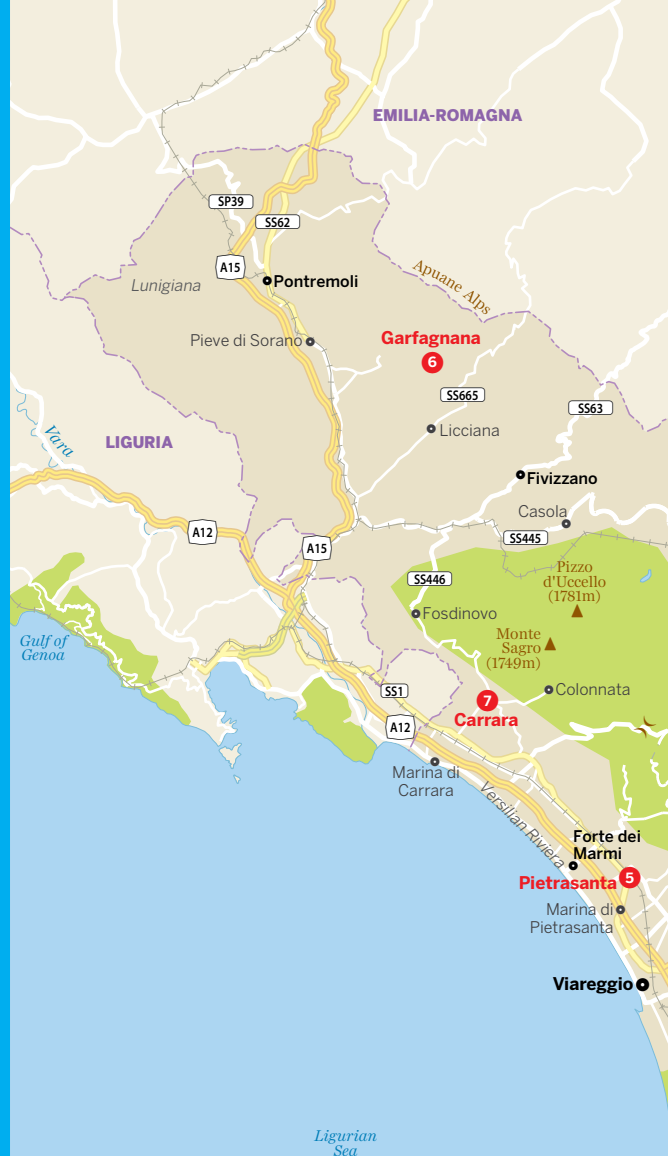 EMILIA-ROMAGNA
SP39
SS62
A15
Lunigiana
Pontremoli
Apuane Alps
Pieve di Sorano
Garfagnana
6
SS665
SS63
Licciana
Vara
LIGURIA
Fivizzano
Casola
A12
A15
SS445
Pizzo
d'Uccello
(1781m)
SS446
Fosdinovo
Gulf of
Genoa
Monte
Sagro
(1749m)
SS1
7
Carrara
Colonnata
A12
Marina di
Carrara
Versilian Riviera
Forte dei
Marmi
Pietrasanta
5
Marina di
Pietrasanta
Viareggio
Ligurian
Sea